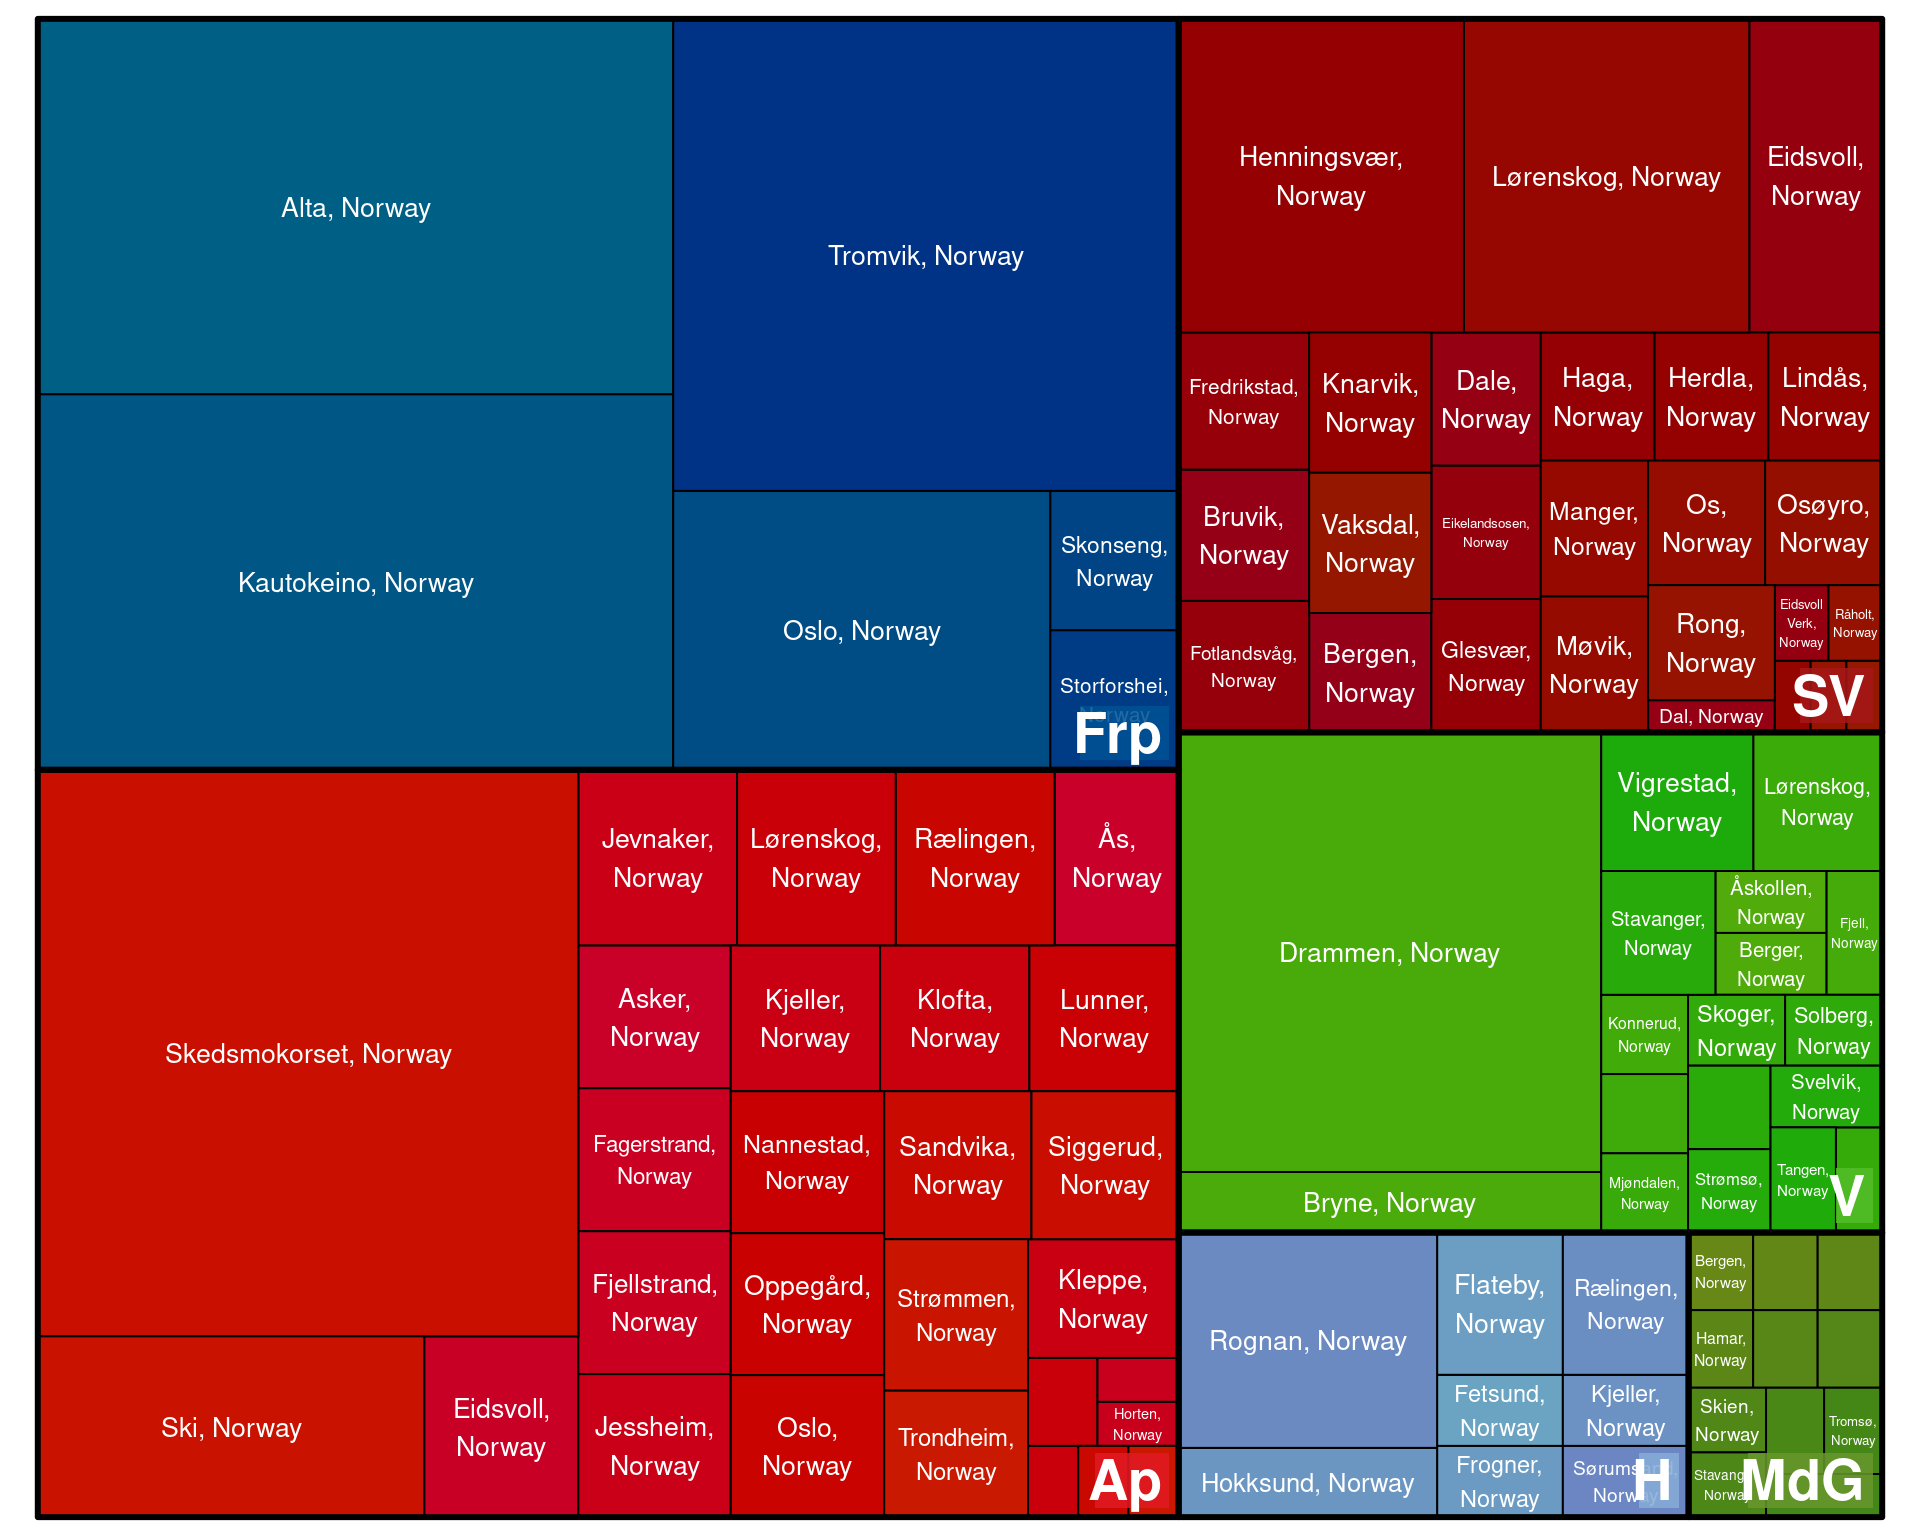 Alta, Norway
Tromvik, Norway
Kautokeino, Norway
Oslo, Norway
Skonseng,
Norway
Storforshei,
Norway
Frp
Henningsvær,
Norway
Lørenskog, Norway
Eidsvoll,
Norway
Fredrikstad,
Norway
Knarvik,
Norway
Dale,
Norway
Haga,
Norway
Herdla,
Norway
Lindås,
Norway
Bruvik,
Norway
Vaksdal,
Norway
Eikelandsosen,
Norway
Manger,
Norway
Os,
Norway
Osøyro,
Norway
Fotlandsvåg,
Norway
Bergen,
Norway
Glesvær,
Norway
Møvik,
Norway
Rong,
Norway
Eidsvoll
Verk,
Norway
Råholt,
Norway
Dal, Norway
SV
Skedsmokorset, Norway
Ski, Norway
Eidsvoll,
Norway
Jevnaker,
Norway
Lørenskog,
Norway
Rælingen,
Norway
Ås,
Norway
Asker,
Norway
Kjeller,
Norway
Klofta,
Norway
Lunner,
Norway
Fagerstrand,
Norway
Nannestad,
Norway
Sandvika,
Norway
Siggerud,
Norway
Fjellstrand,
Norway
Oppegård,
Norway
Strømmen,
Norway
Kleppe,
Norway
Jessheim,
Norway
Oslo,
Norway
Trondheim,
Norway
Horten,
Norway
Ap
Drammen, Norway
Bryne, Norway
Vigrestad,
Norway
Lørenskog,
Norway
Stavanger,
Norway
Åskollen,
Norway
Berger,
Norway
Fjell,
Norway
Konnerud,
Norway
Skoger,
Norway
Solberg,
Norway
Svelvik,
Norway
Mjøndalen,
Norway
Strømsø,
Norway
Tangen,
Norway
V
Rognan, Norway
Hokksund, Norway
Flateby,
Norway
Rælingen,
Norway
Fetsund,
Norway
Kjeller,
Norway
Frogner,
Norway
Sørumsand,
Norway
H
Bergen,
Norway
Hamar,
Norway
Skien,
Norway
Tromsø,
Norway
Stavanger,
Norway
MdG